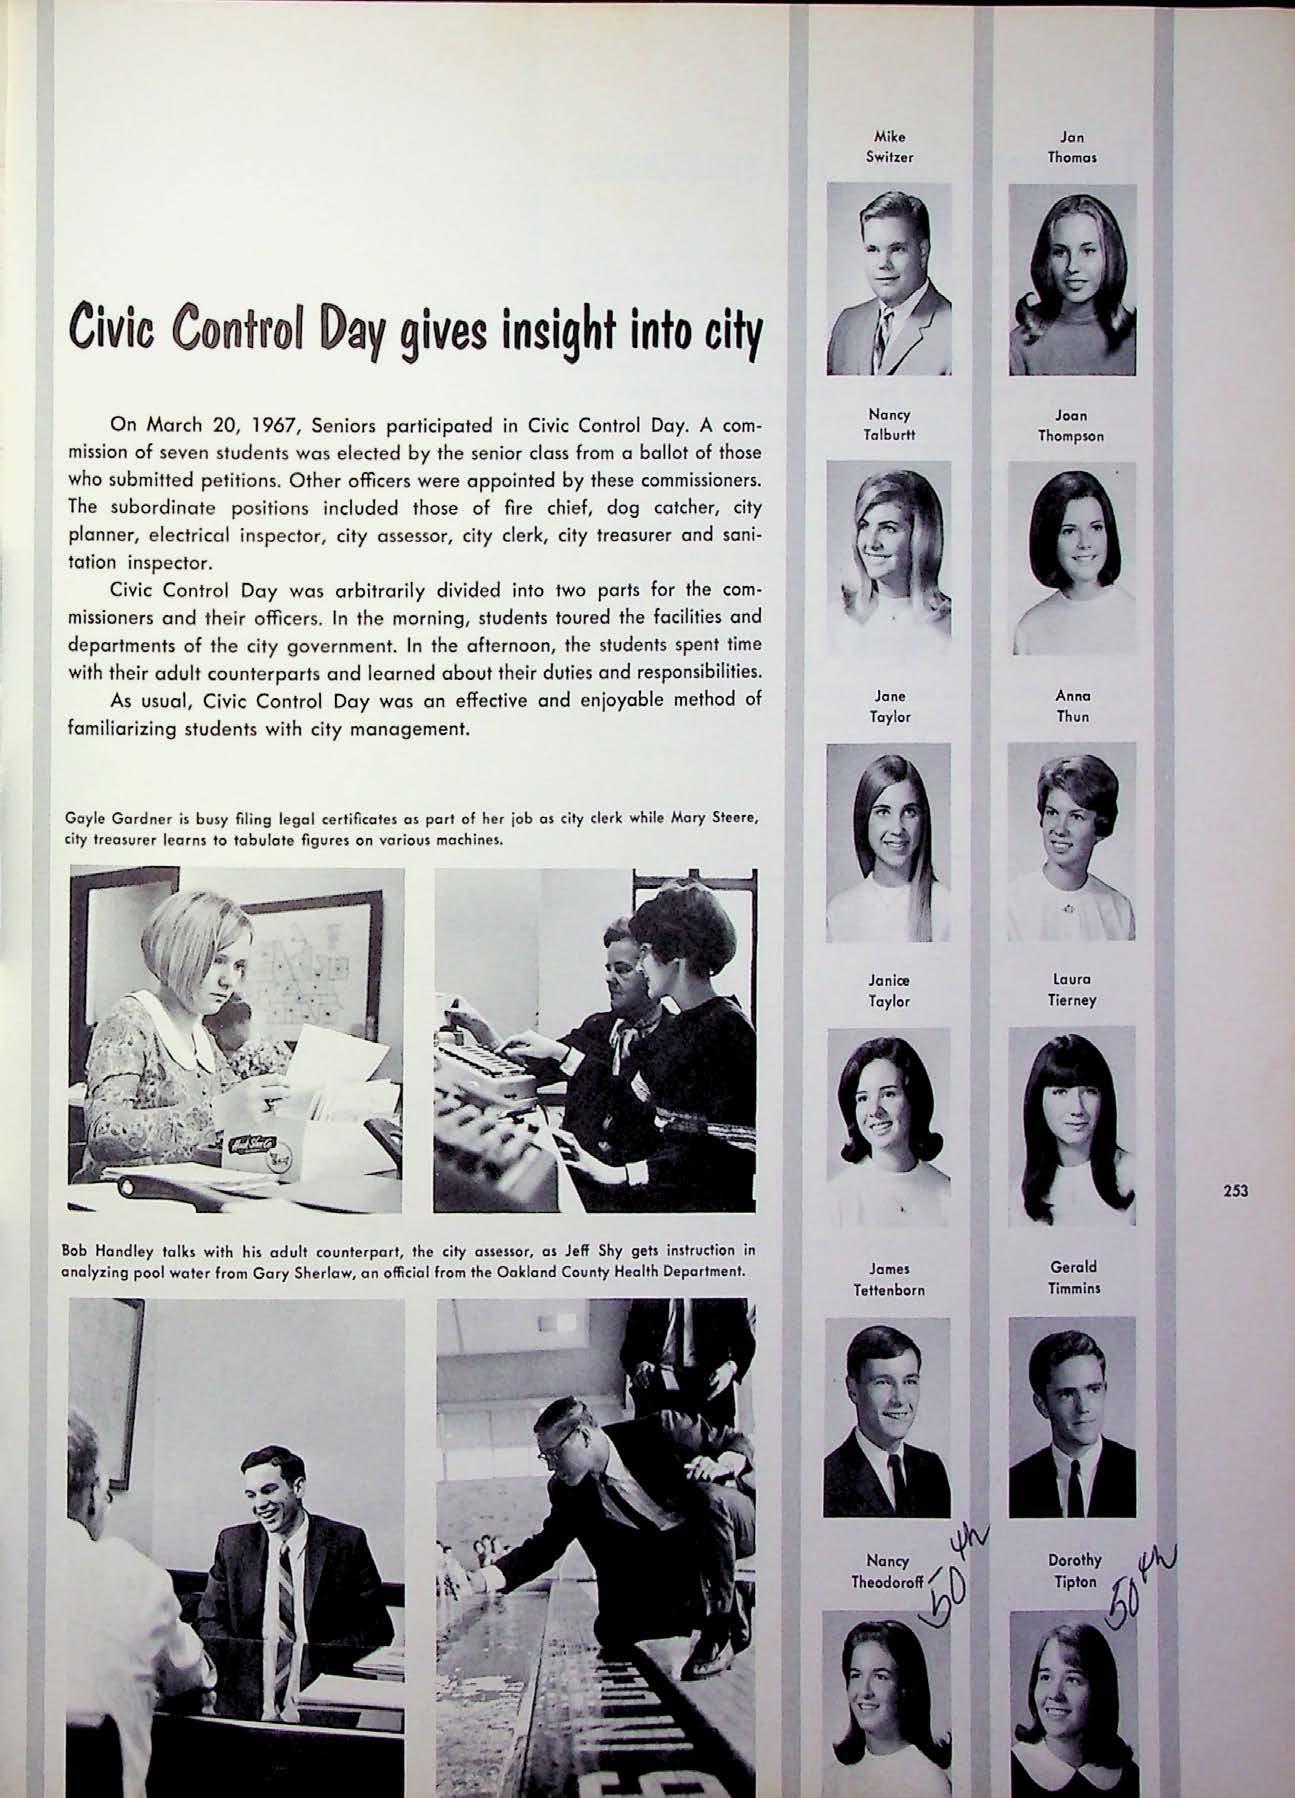 Civic Control Day gives insight into city
On March 20, 1967, Seniors participated in Civic Control Day. A com-
mission of seven students was elected by the senior class from a ballot of those
who submitted petitions. Other officers were appointed by these commissioners.
The subordinate positions included those of fire chief, dog catcher, city
planner, electrical inspector, city assessor, city clerk, city treasurer and sani-
tation inspector.
Civic Control Day was arbitrarily divided into two parts for the com-
missioners and their officers. In the morning, students toured the facilities and
departments of the city government. In the afternoon, the students spent time
with their adult counterparts and learned about their duties and responsibilities.
As usual, Civic Control Day was an effective and enjoyable method of
familiarizing students with city management.
Gayle Gardner is busy filing legal certificates as part of her job as city clerk while Mary Steere,
city treasurer learns to tabulate figures on various machines.
Bob Handley talks with his adult counterpart, the city assessor, as Jeff Shy gets instruction in
analyzing pool water from Gary Sherlaw, an official from the Oakland County Health Department.
Mike
Switzer
Jan
Thomas
Nancy
Talburtt
Joan
Thompson
Jane
Taylor
Anna
Thun
Janice
Taylor
Laura
Tierney
James
Tettenborn
Gerald
Timmins
Nancy
Theodoroff
50th
Dorothy
Tipton
50th
253